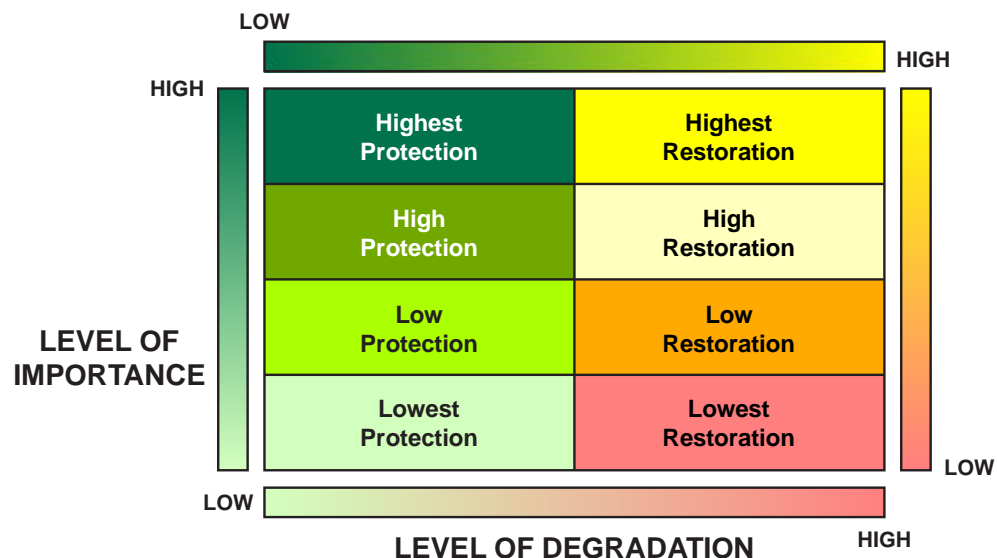 LOW
HIGH
HIGH
Highest
Protection
Highest
Restoration
High
Protection
High
Restoration
LEVEL OF
IMPORTANCE
Low
Protection
Low
Restoration
Lowest
Protection
Lowest
Restoration
LOW
LOW
HIGH
LEVEL OF DEGRADATION